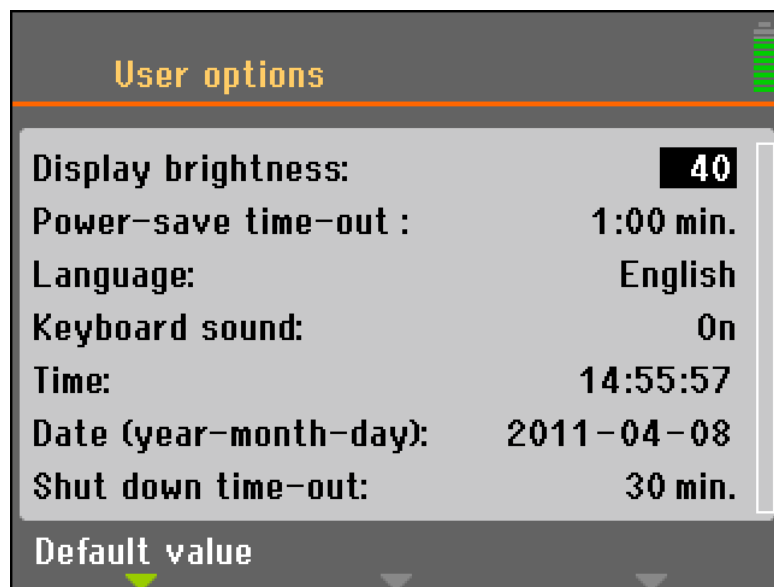 User options
Display brightness: 40
Power-save time-out : 1:00 min.
Language: English
Keyboard sound: On
Time: 14:55:57
Date (year-month-day): 2011-04-08
Shut down time-out: 30 min.
Default value